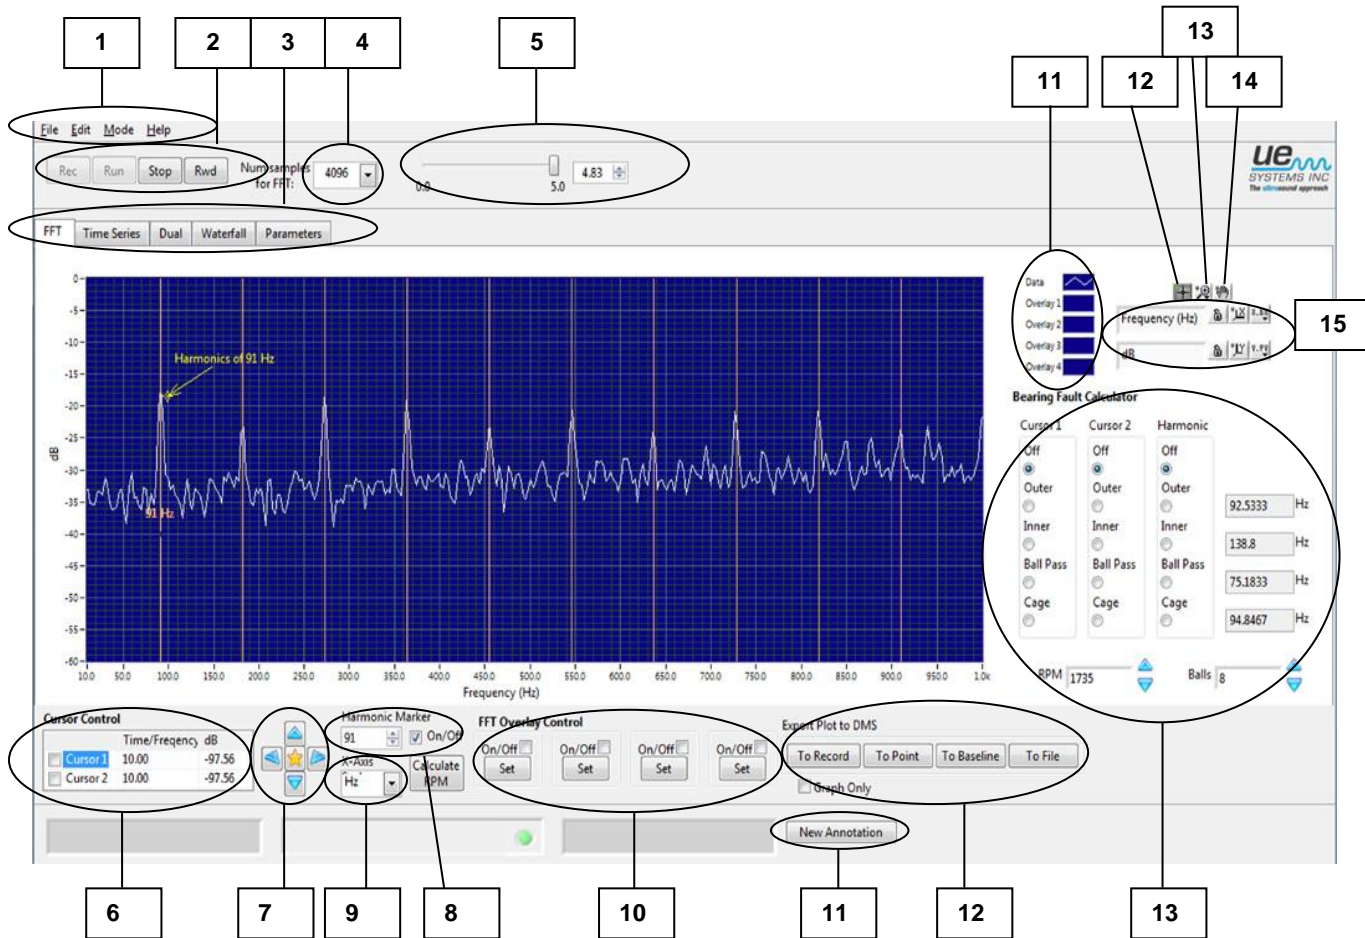 1 2 3 4 5 11 12 13 14
File Edit Mode Help
Rec Run Stop Rwd Num samples for FFT: 4096 0.0 5.0 4.83
ue SYSTEMS INC
The ultrasound approach
FFT Time Series Dual Waterfall Parameters
Data
Overlay 1
Overlay 2
Overlay 3
Overlay 4
Frequency (Hz)
dB
15
0
-5
-10
-15
-20
-25
-30
-35
-40
-45
-50
-55
-60
dB
Harmonics of 91 Hz
91 Hz
10.0 50.0 100.0 150.0 200.0 250.0 300.0 350.0 400.0 450.0 500.0 550.0 600.0 650.0 700.0 750.0 800.0 850.0 900.0 950.0 1.0k
Frequency (Hz)
Bearing Fault Calculator
Cursor 1 Cursor 2 Harmonic
Off Off Off
Outer Outer Outer
92.5333 Hz
Inner Inner Inner
138.8 Hz
Ball Pass Ball Pass Ball Pass
75.1833 Hz
Cage Cage Cage
94.8467 Hz
RPM 1735 Balls 8
Cursor Control
Time/Freqency dB
Cursor 1 10.00 -97.56
Cursor 2 10.00 -97.56
Harmonic Marker
91 On/Off
X-Axis
Hz
Calculate RPM
FFT Overlay Control
On/Off On/Off On/Off On/Off
Set Set Set Set
Export Plot to DMS
To Record To Point To Baseline To File
Graph Only
New Annotation
6 7 9 8 10 11 12 13